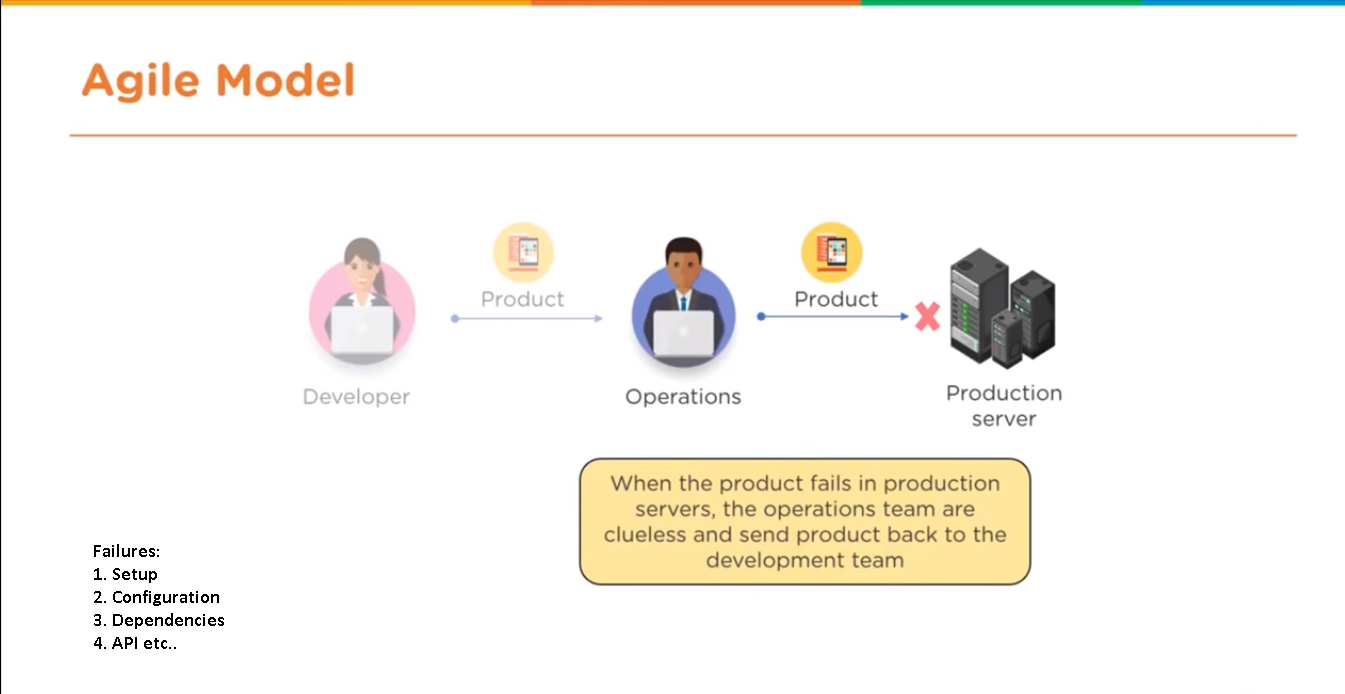 Agile Model
Product
Product
Developer
Operations
Production
server
When the product fails in production
servers, the operations team are
clueless and send product back to the
development team
Failures:
1. Setup
2. Configuration
3. Dependencies
4. API etc..